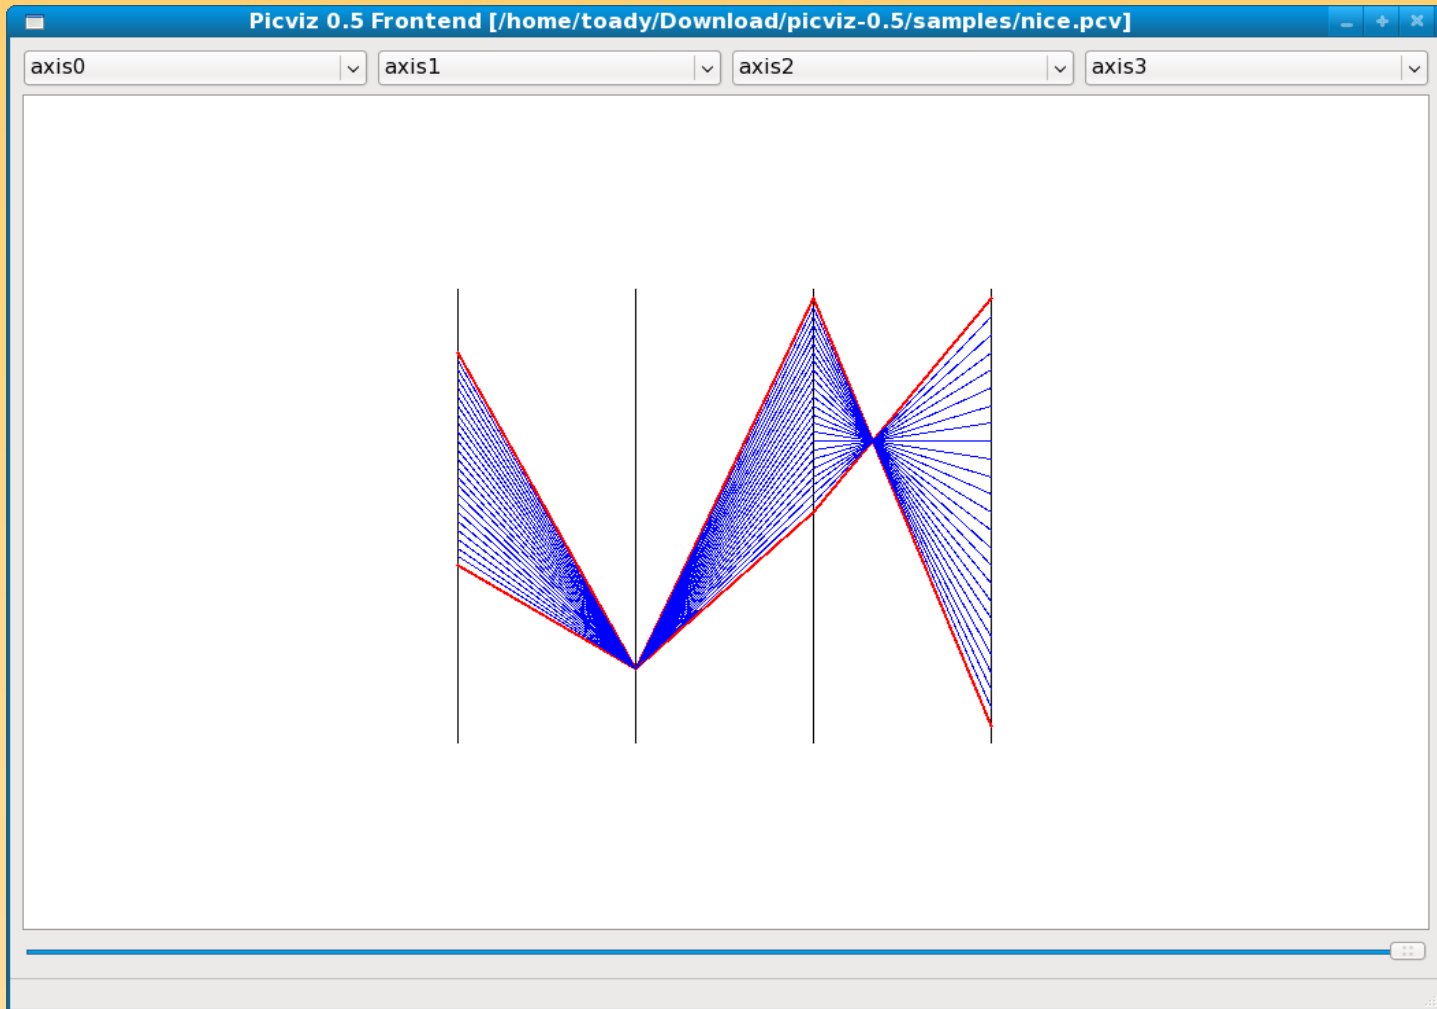 Picviz 0.5 Frontend [/home/toady/Download/picviz-0.5/samples/nice.pcv]
axis0 axis1 axis2 axis3